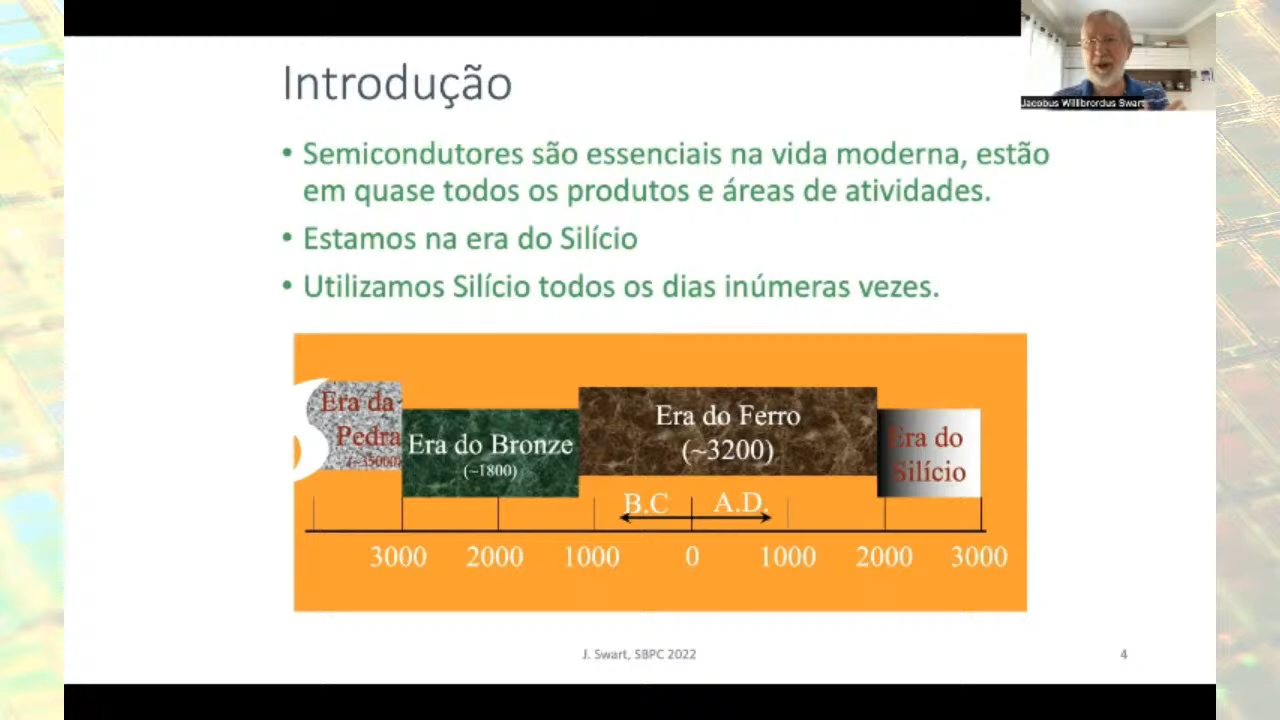 Introdução
Jacobus Willibrordus Swart
• Semicondutores são essenciais na vida moderna, estão
em quase todos os produtos e áreas de atividades.
• Estamos na era do Silício
• Utilizamos Silício todos os dias inúmeras vezes.
Era da
Pedra
(~35000)
Era do Bronze
(~1800)
Era do Ferro
(~3200)
Era do
Silício
B.C A.D.
3000 2000 1000 0 1000 2000 3000
J. Swart, SBPC 2022
4